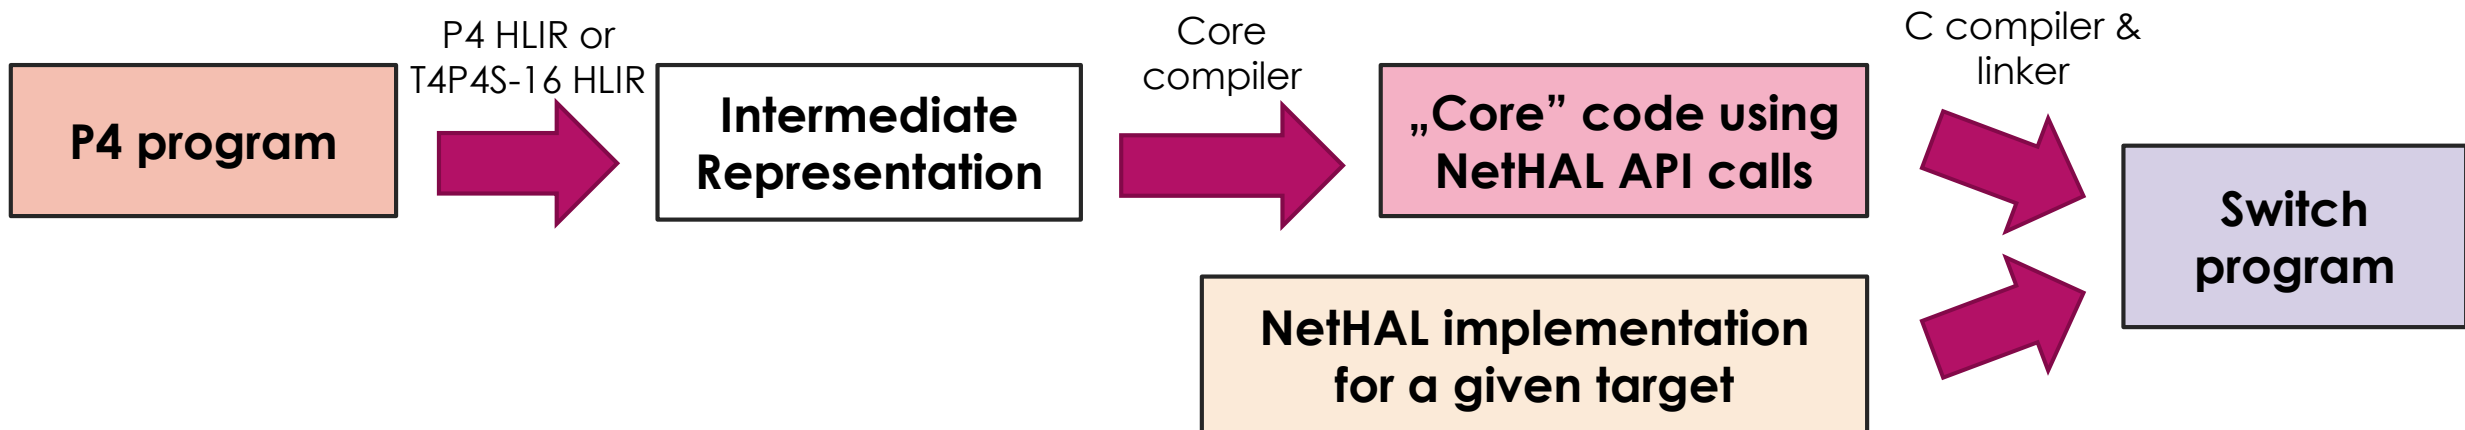 P4 program
P4 HLIR or
T4P4S-16 HLIR
Intermediate
Representation
Core
compiler
„Core” code using
NetHAL API calls
NetHAL implementation
for a given target
C compiler &
linker
Switch
program